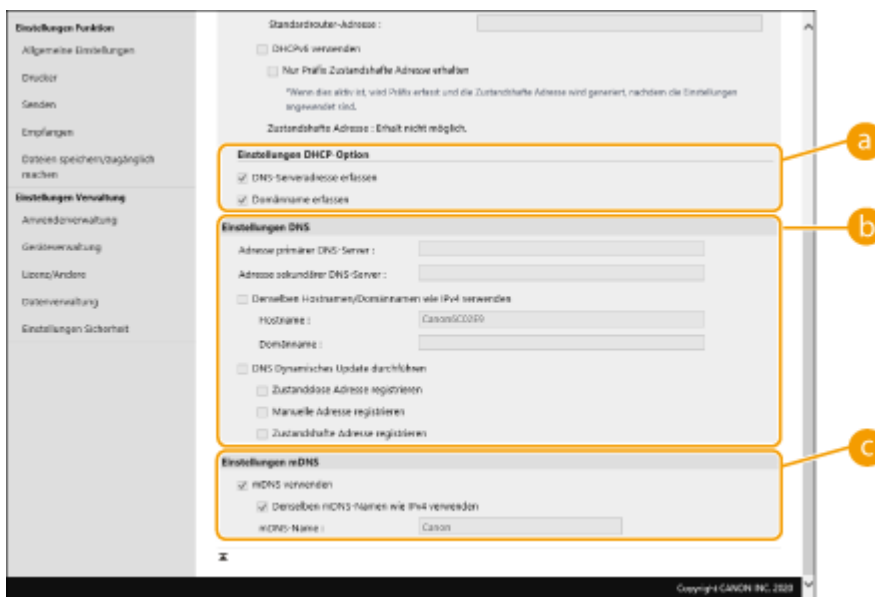 Einstellungen Funktion
Allgemeine Einstellungen
Drucker
Senden
Empfangen
Dateien speichern/zugänglich
machen
Einstellungen Verwaltung
Anwenderverwaltung
Geräteverwaltung
Lizenz/Andere
Datenverwaltung
Einstellungen Sicherheit
Standardrouter-Adresse :
DHCPv6 verwenden
Nur Präfix Zustandshafte Adresse erhalten
*Wenn dies aktiv ist, wird Präfix erfasst und die Zustandshafte Adresse wird generiert, nachdem die Einstellungen
angewendet sind.
Zustandshafte Adresse : Erhalt nicht möglich.
Einstellungen DHCP-Option
DNS-Serveradresse erfassen
Domänname erfassen
a
Einstellungen DNS
b
Adresse primärer DNS-Server :
Adresse sekundärer DNS-Server :
Denselben Hostnamen/Domännamen wie IPv4 verwenden
Hostname : Canon5C02E9
Domänname :
DNS Dynamisches Update durchführen
Zustandslose Adresse registrieren
Manuelle Adresse registrieren
Zustandshafte Adresse registrieren
c
Einstellungen mDNS
mDNS verwenden
Denselben mDNS-Namen wie IPv4 verwenden
mDNS-Name : Canon
Copyright CANON INC. 2020